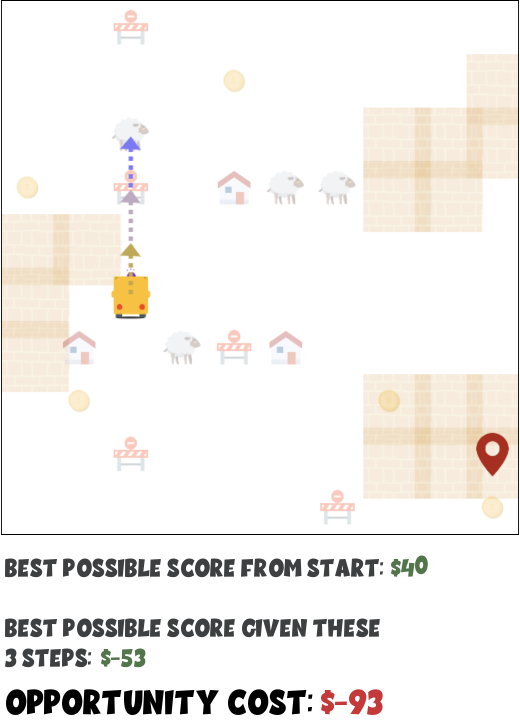 BEST POSSIBLE SCORE FROM START: $40
BEST POSSIBLE SCORE GIVEN THESE
3 STEPS: $-53
OPPORTUNITY COST: $-93